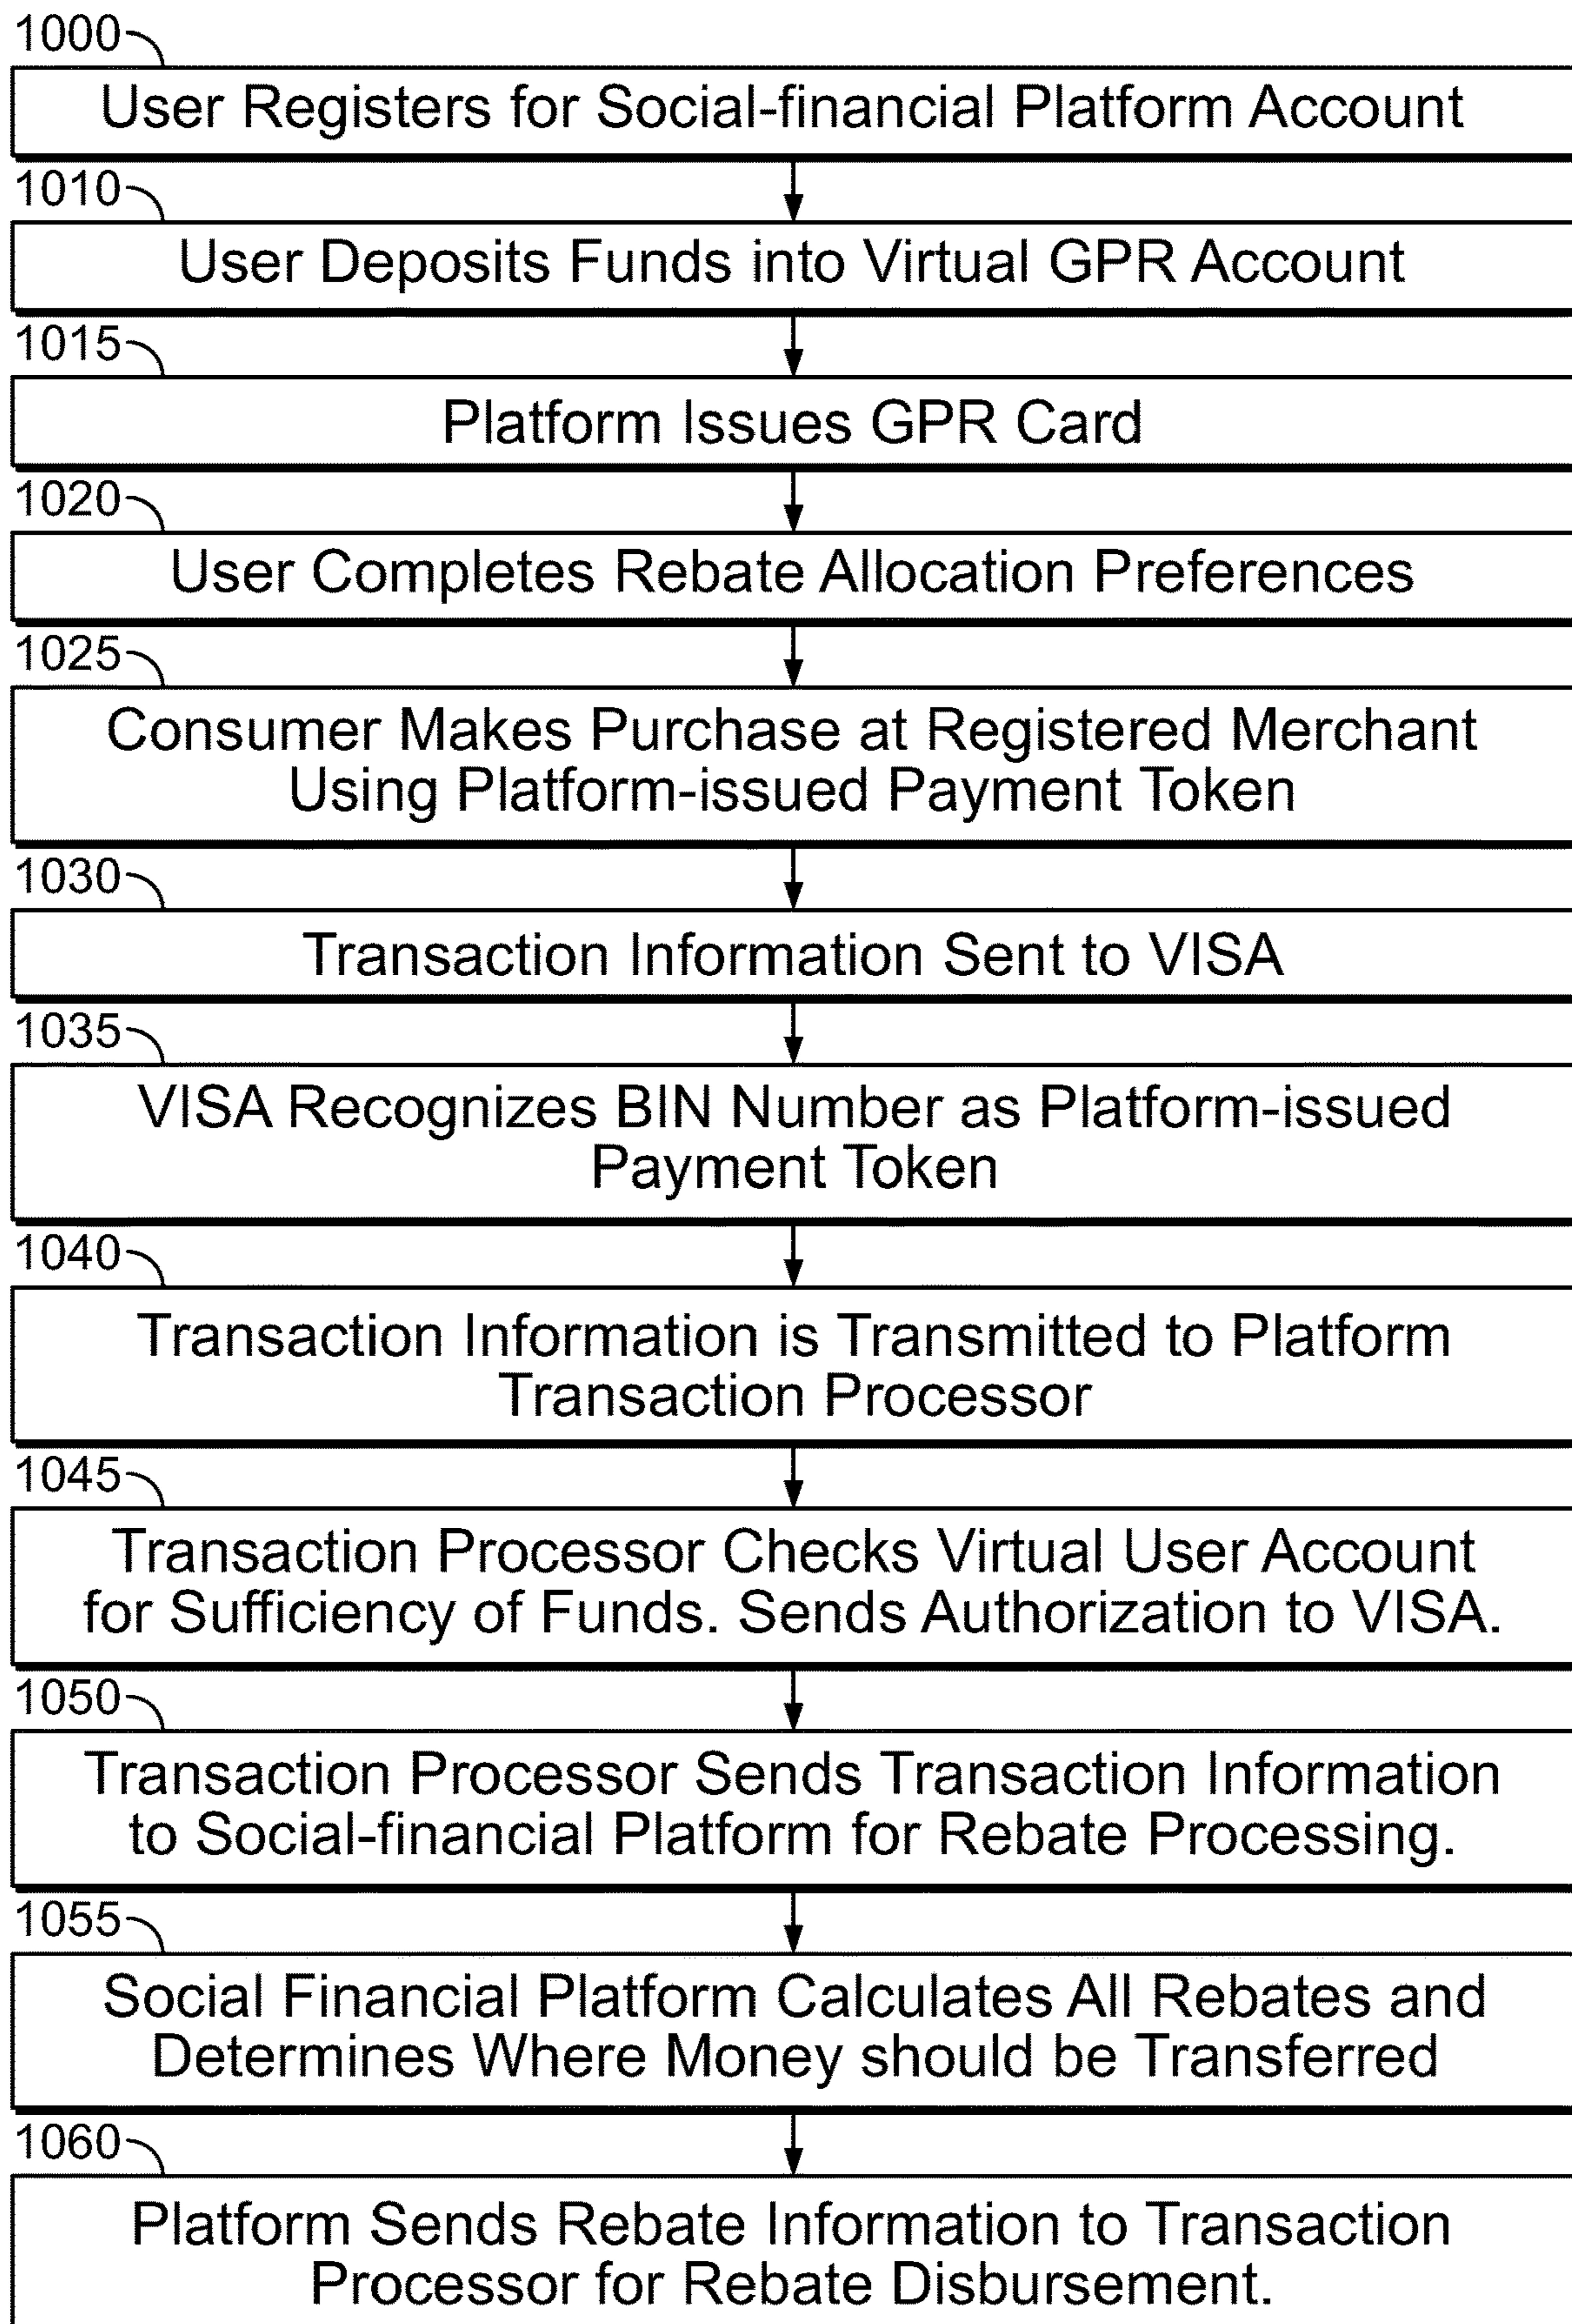 1000
User Registers for Social-financial Platform Account
1010
User Deposits Funds into Virtual GPR Account
1015
Platform Issues GPR Card
1020
User Completes Rebate Allocation Preferences
1025
Consumer Makes Purchase at Registered Merchant
Using Platform-issued Payment Token
1030
Transaction Information Sent to VISA
1035
VISA Recognizes BIN Number as Platform-issued
Payment Token
1040
Transaction Information is Transmitted to Platform
Transaction Processor
1045
Transaction Processor Checks Virtual User Account
for Sufficiency of Funds. Sends Authorization to VISA.
1050
Transaction Processor Sends Transaction Information
to Social-financial Platform for Rebate Processing.
1055
Social Financial Platform Calculates All Rebates and
Determines Where Money should be Transferred
1060
Platform Sends Rebate Information to Transaction
Processor for Rebate Disbursement.